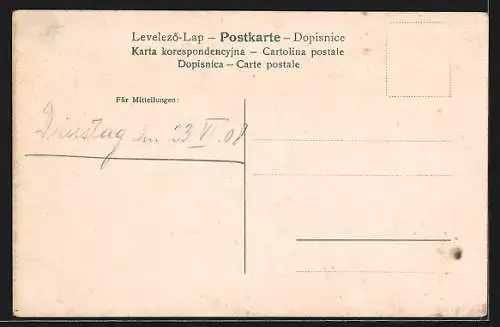 Levelező-Lap – Postkarte – Dopisnice
Karta korespondencyjna – Cartolina postale
Dopisnica – Carte postale
Für Mitteilungen:
Dienstag den 23 VI. 08